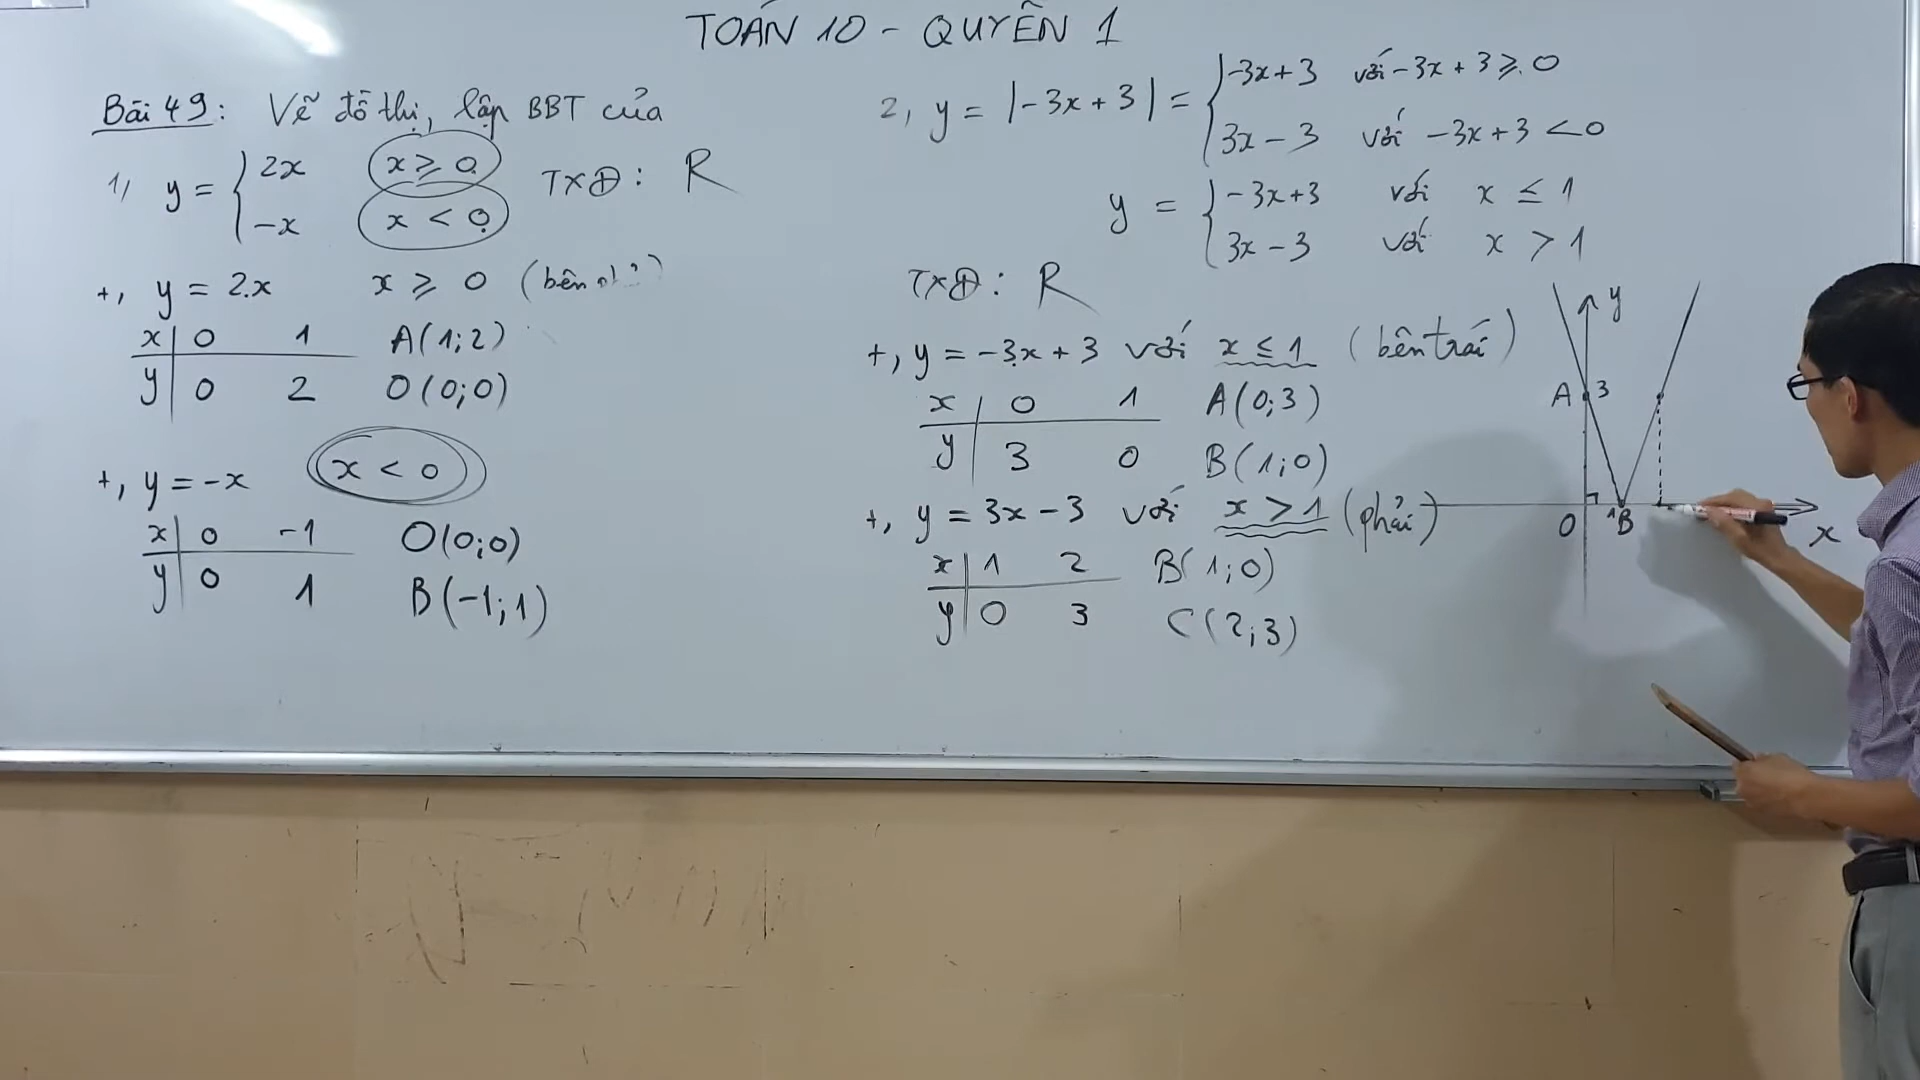 TOÁN 10 - QUYỂN 1
Bài 49: Vẽ đồ thị, lập BBT của
1, y = { 2x x ≥ 0
-x x < 0
TXĐ: R
+, y = 2x x ≥ 0 (bên
x | 0 1 A(1;2)
y | 0 2 O(0;0)
+, y = -x x < 0
x | 0 -1 O(0;0)
y | 0 1 B(-1;1)
2, y = |-3x+3| = { -3x+3 với -3x+3 ≥ 0
3x-3 với -3x+3 < 0
y = { -3x+3 với x ≤ 1
3x-3 với x > 1
TXĐ: R
+, y = -3x+3 với x ≤ 1 (bên trái)
x | 0 1 A(0;3)
y | 3 0 B(1;0)
+, y = 3x-3 với x > 1 (phải)
x | 1 2 B(1;0)
y | 0 3 C(2;3)
y
A 3
O 1 B x